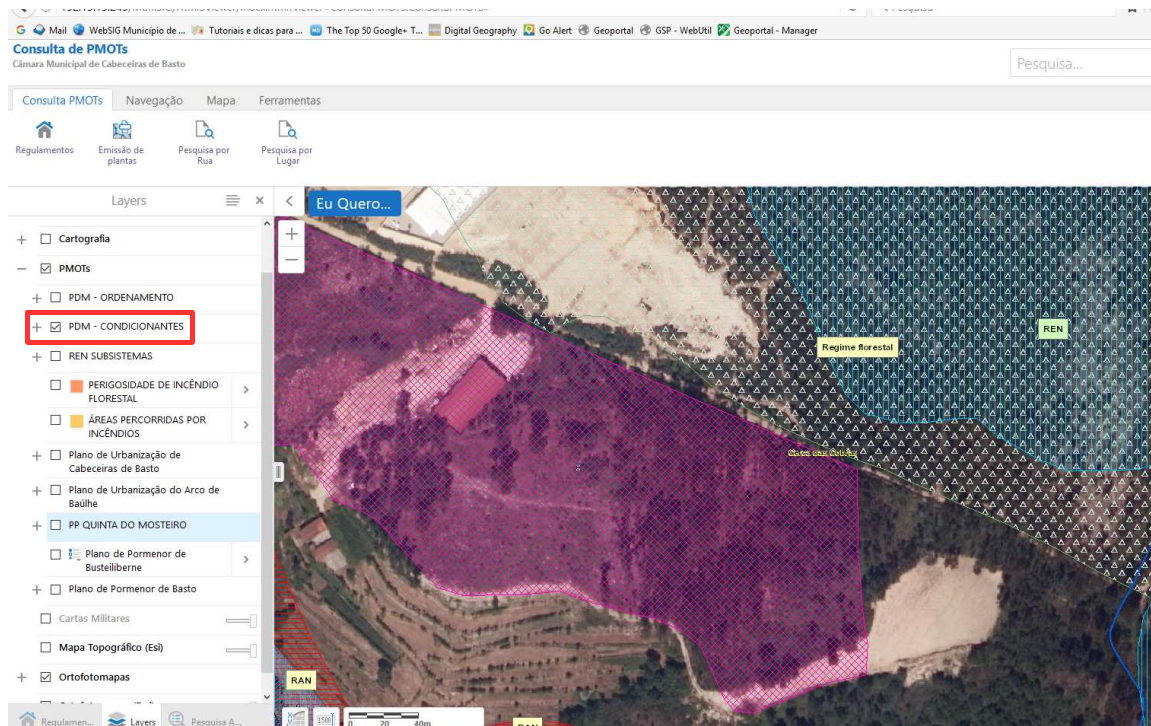 Mail WebSIG Município de ... Tutoriais e dicas para ... The Top 50 Google+ T... Digital Geography Go Alert Geoportal GSP - WebUtil Geoportal - Manager
Consulta de PMOTs
Câmara Municipal de Cabeceiras de Basto
Pesquisa...
Consulta PMOTs Navegação Mapa Ferramentas
Regulamentos
Emissão de
plantas
Pesquisa por
Rua
Pesquisa por
Lugar
Layers
Eu Quero...
Cartografia
PMOTs
PDM - ORDENAMENTO
PDM - CONDICIONANTES
REN SUBSISTEMAS
PERIGOSIDADE DE INCÊNDIO
FLORESTAL
ÁREAS PERCORRIDAS POR
INCÊNDIOS
Plano de Urbanização de
Cabeceiras de Basto
Plano de Urbanização do Arco de
Baúlhe
PP QUINTA DO MOSTEIRO
Plano de Pormenor de
Busteiliberne
Plano de Pormenor de Basto
Cartas Militares
Mapa Topográfico (Esi)
Ortofotomapas
Regulamen... Layers Pesquisa A...
REN
Regime florestal
RAN
RAN
1500
0 20 40m